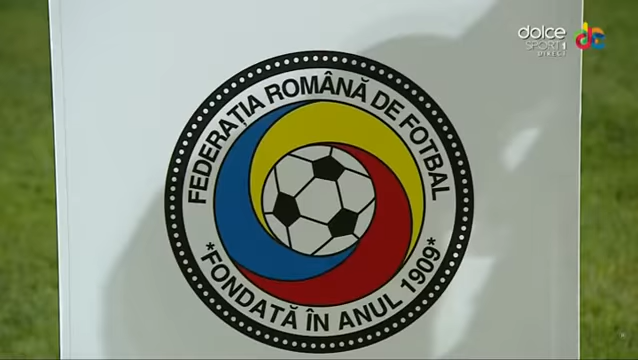 dolce
SPORT 1
DIRECT
FEDERAȚIA ROMÂNĂ DE FOTBAL
*FONDATĂ ÎN ANUL 1909*